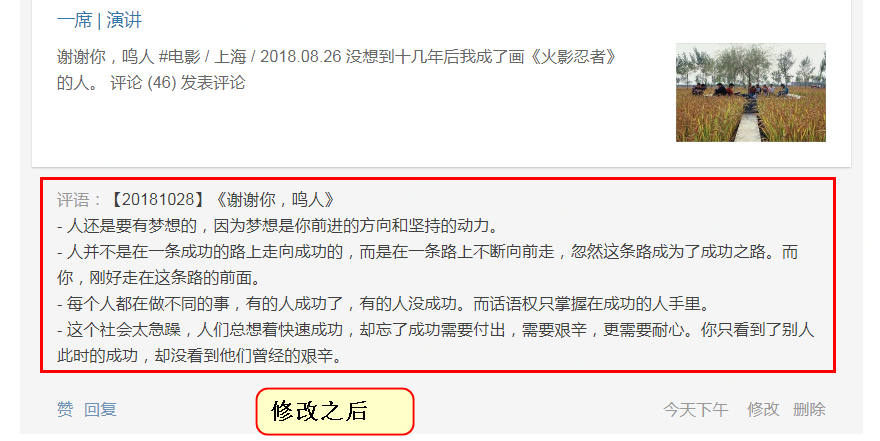 一席 | 演讲
谢谢你，鸣人 #电影 / 上海 / 2018.08.26 没想到十几年后我成了画《火影忍者》
的人。 评论 (46) 发表评论
评语：【20181028】《谢谢你，鸣人》
- 人还是要有梦想的，因为梦想是你前进的方向和坚持的动力。
- 人并不是在一条成功的路上走向成功的，而是在一条路上不断向前走，忽然这条路成为了成功之路。而
你，刚好走在这条路的前面。
- 每个人都在做不同的事，有的人成功了，有的人没成功。而话语权只掌握在成功的人手里。
- 这个社会太急躁，人们总想着快速成功，却忘了成功需要付出，需要艰辛，更需要耐心。你只看到了别人
此时的成功，却没看到他们曾经的艰辛。
赞 回复 修改之后 今天下午 修改 删除